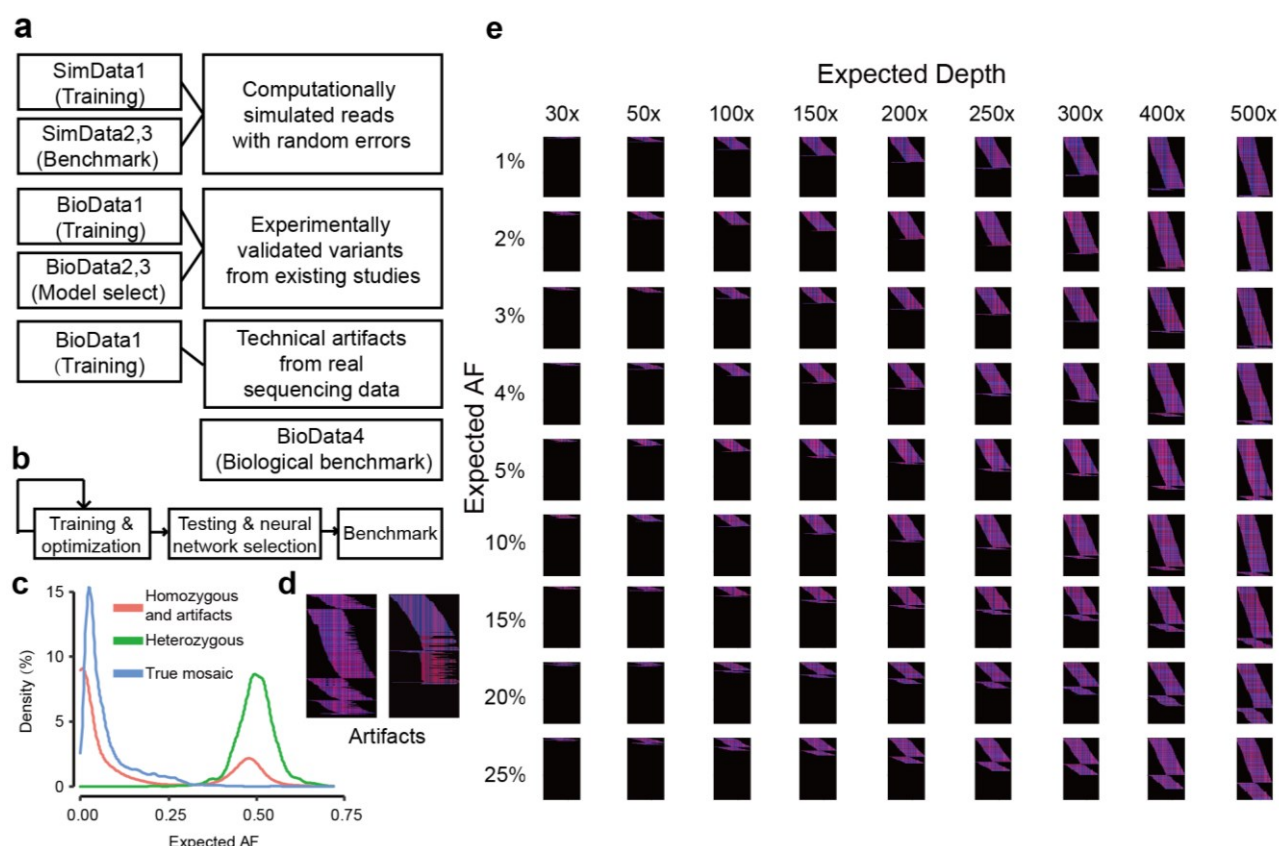 a
SimData1
(Training)
SimData2,3
(Benchmark)
Computationally
simulated reads
with random errors
BioData1
(Training)
BioData2,3
(Model select)
Experimentally
validated variants
from existing studies
BioData1
(Training)
Technical artifacts
from real
sequencing data
BioData4
(Biological benchmark)
b
Training &
optimization
Testing & neural
network selection
Benchmark
c
Density (%)
15
10
5
0
0.00
0.25
0.50
0.75
Expected AF
Homozygous
and artifacts
Heterozygous
True mosaic
d
Artifacts
e
Expected Depth
30x 50x 100x 150x 200x 250x 300x 400x 500x
Expected AF
1%
2%
3%
4%
5%
10%
15%
20%
25%